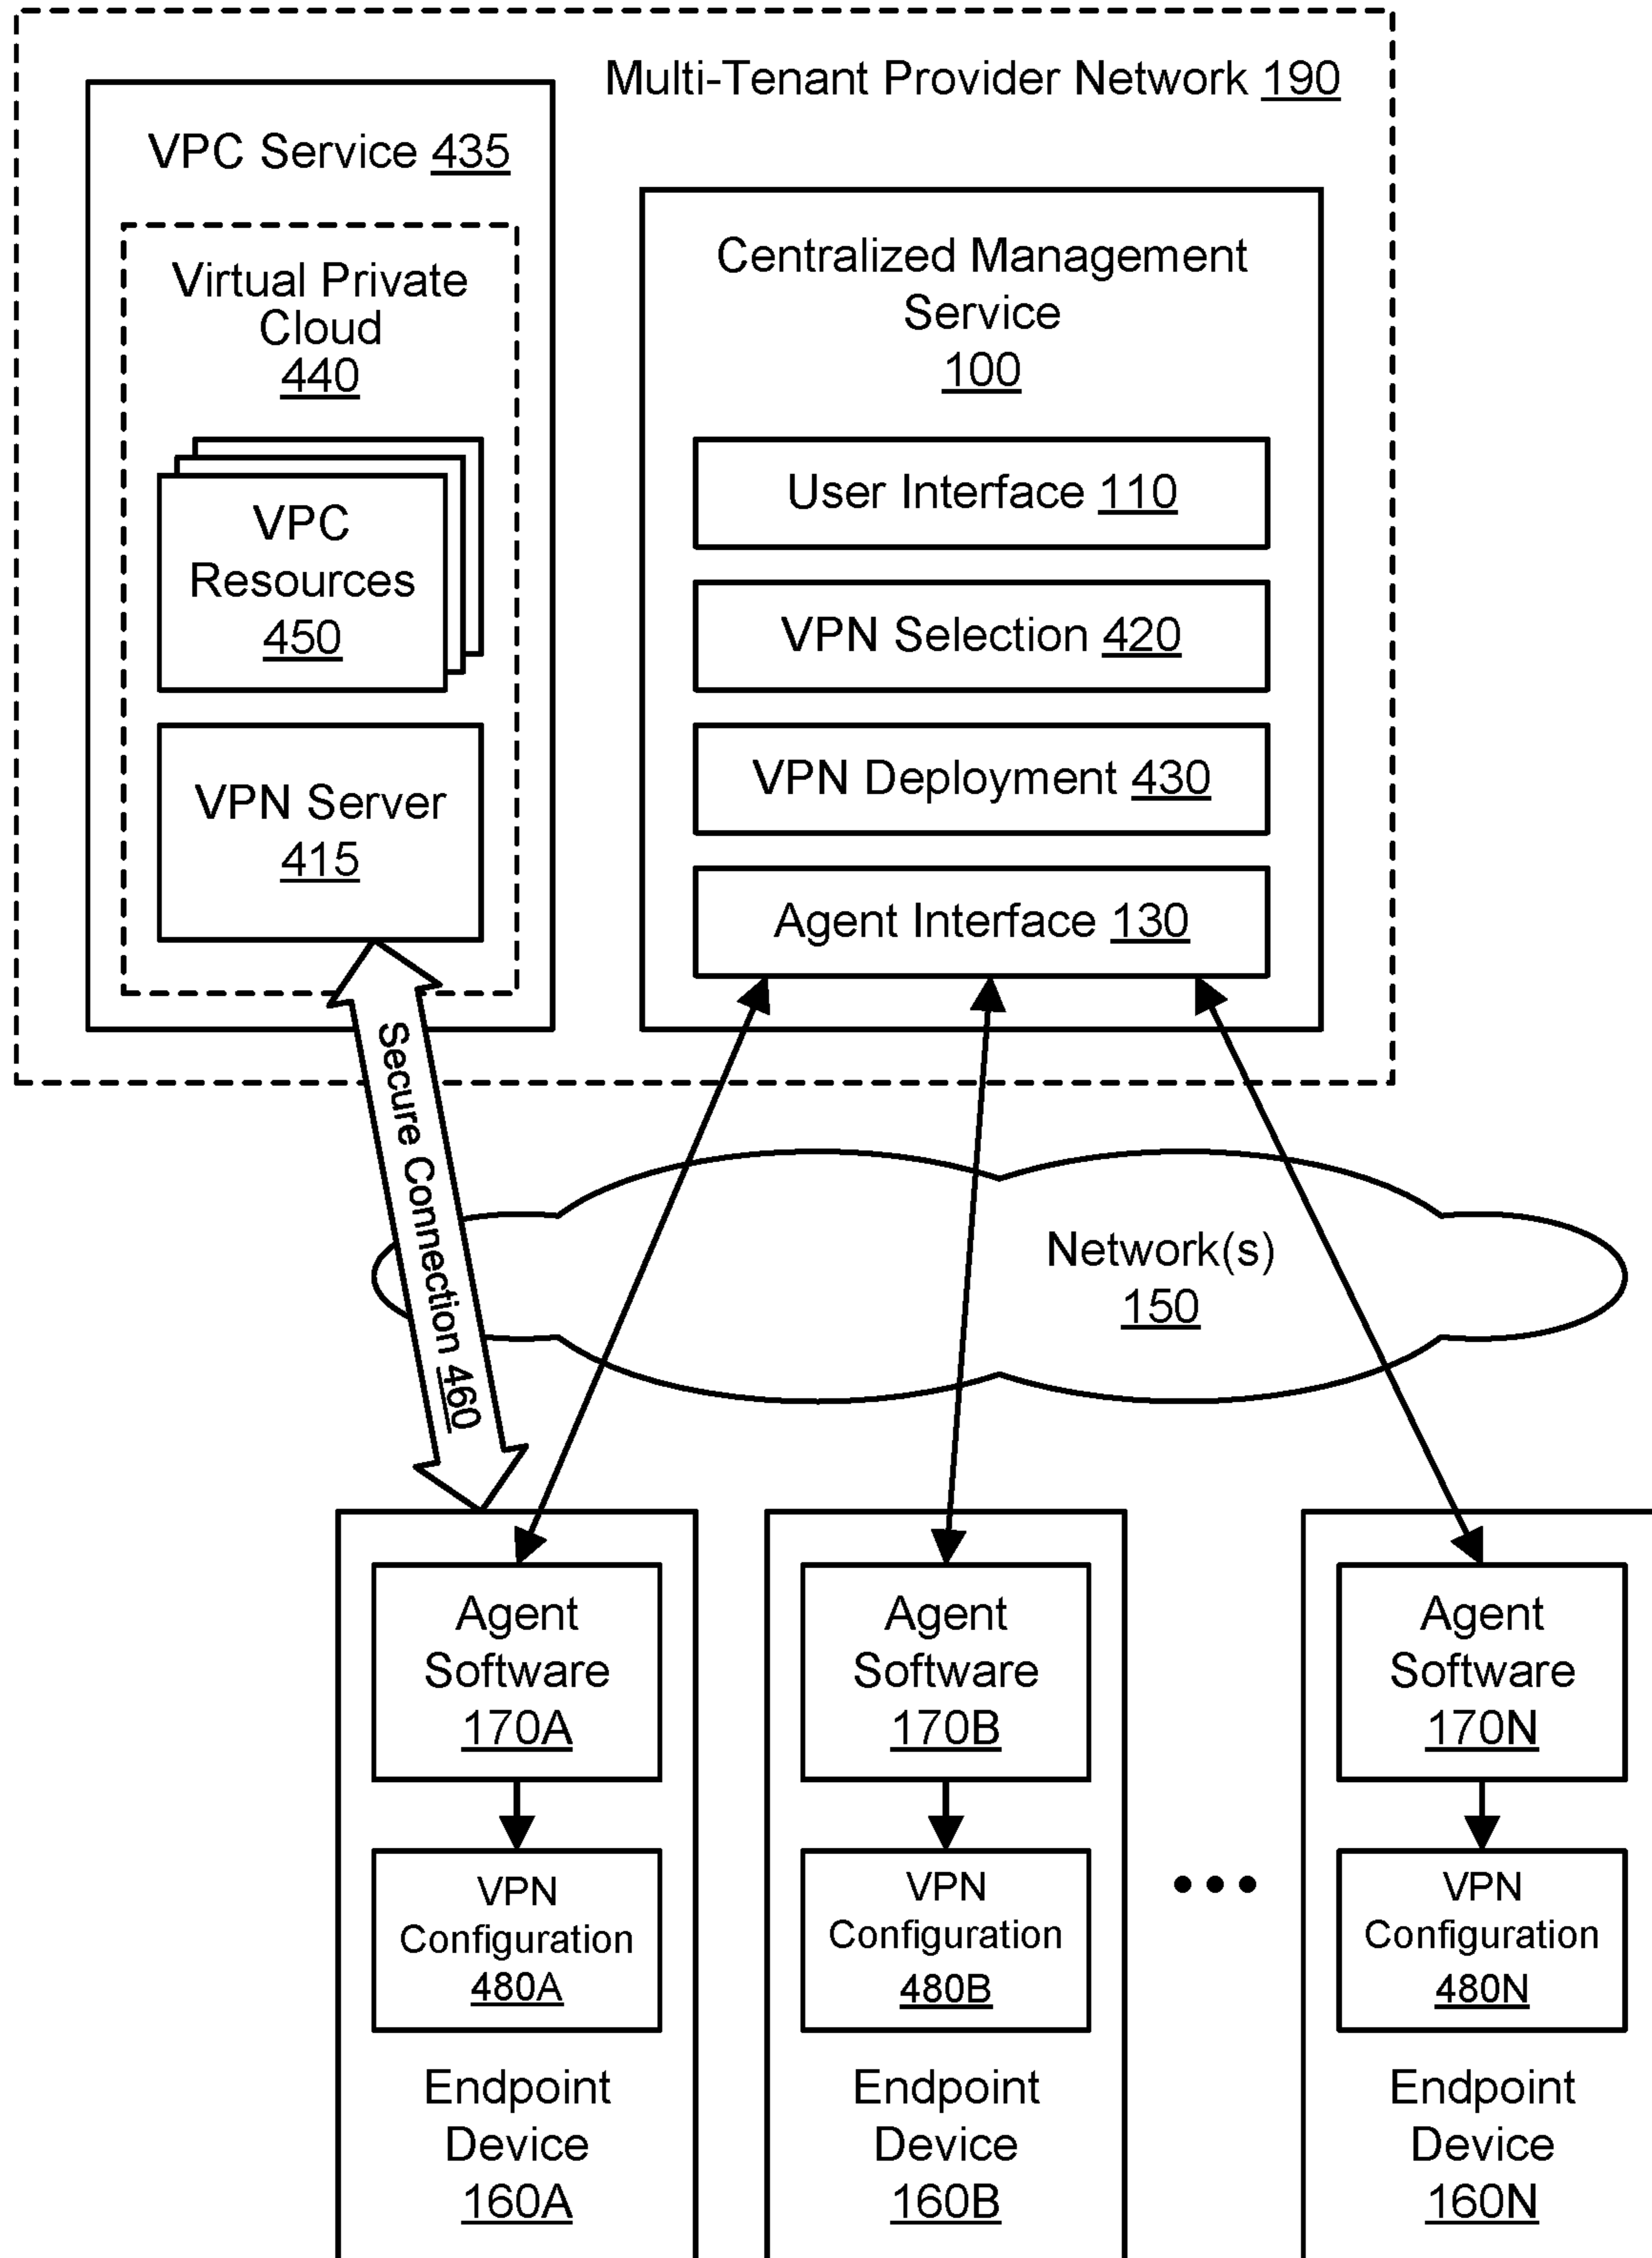 Multi-Tenant Provider Network 190
VPC Service 435
Virtual Private
Cloud
440
VPC
Resources
450
VPN Server
415
Centralized Management
Service
100
User Interface 110
VPN Selection 420
VPN Deployment 430
Agent Interface 130
Secure Connection 460
Network(s)
150
Agent
Software
170A
VPN
Configuration
480A
Endpoint
Device
160A
Agent
Software
170B
VPN
Configuration
480B
Endpoint
Device
160B
Agent
Software
170N
VPN
Configuration
480N
Endpoint
Device
160N